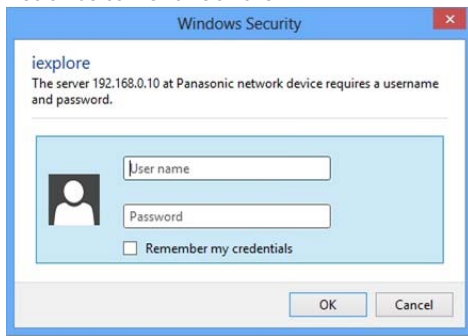 Windows Security
iexplore
The server 192.168.0.10 at Panasonic network device requires a username
and password.
User name
Password
Remember my credentials
OK Cancel